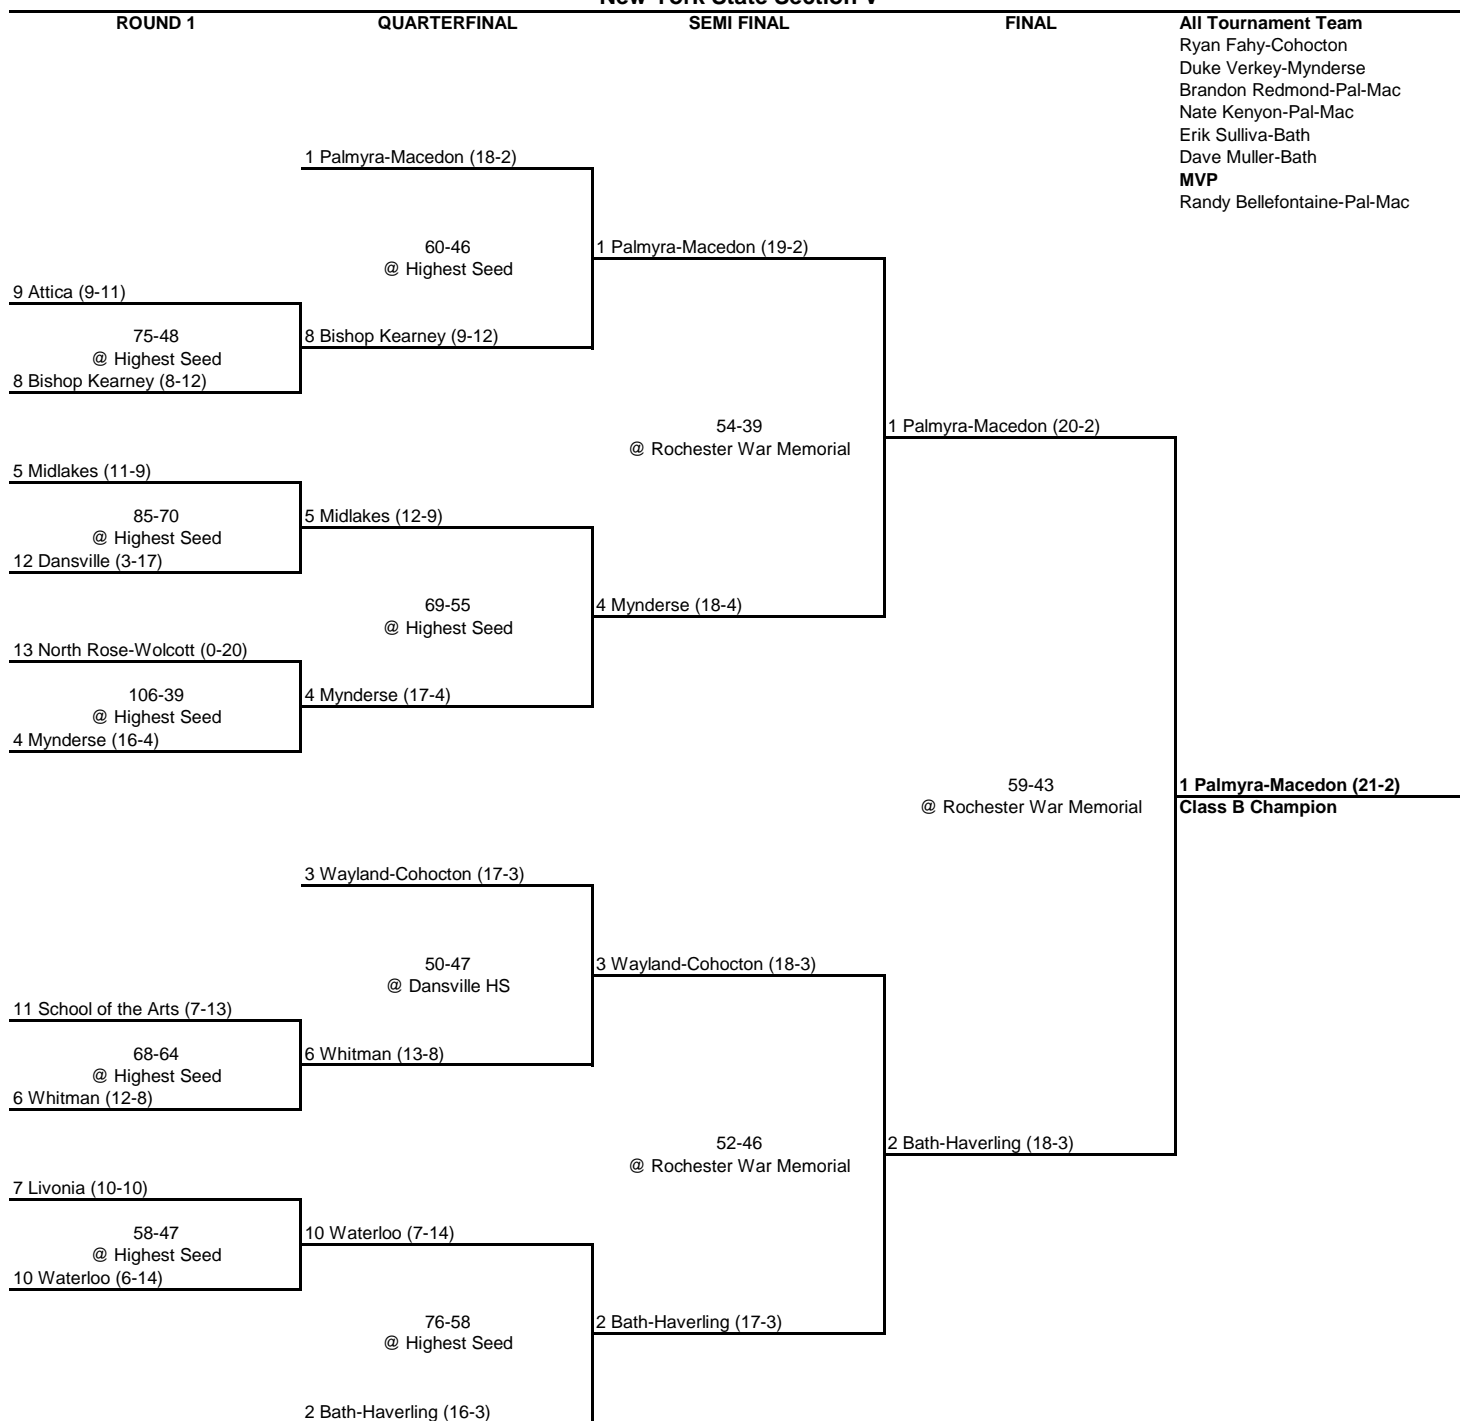 ROUND 1 QUARTERFINAL SEMI FINAL FINAL All Tournament Team
Ryan Fahy-Cohocton
Duke Verkey-Mynderse
Brandon Redmond-Pal-Mac
Nate Kenyon-Pal-Mac
Erik Sulliva-Bath
1 Palmyra-Macedon (18-2) Dave Muller-Bath
MVP
Randy Bellefontaine-Pal-Mac
60-46 1 Palmyra-Macedon (19-2)
@ Highest Seed
9 Attica (9-11)
75-48 8 Bishop Kearney (9-12)
@ Highest Seed
8 Bishop Kearney (8-12)
54-39 1 Palmyra-Macedon (20-2)
@ Rochester War Memorial
5 Midlakes (11-9)
85-70 5 Midlakes (12-9)
@ Highest Seed
12 Dansville (3-17)
69-55 4 Mynderse (18-4)
@ Highest Seed
13 North Rose-Wolcott (0-20)
106-39 4 Mynderse (17-4)
@ Highest Seed
4 Mynderse (16-4)
59-43 1 Palmyra-Macedon (21-2)
@ Rochester War Memorial Class B Champion
3 Wayland-Cohocton (17-3)
50-47 3 Wayland-Cohocton (18-3)
@ Dansville HS
11 School of the Arts (7-13)
68-64 6 Whitman (13-8)
@ Highest Seed
6 Whitman (12-8)
52-46 2 Bath-Haverling (18-3)
@ Rochester War Memorial
7 Livonia (10-10)
58-47 10 Waterloo (7-14)
@ Highest Seed
10 Waterloo (6-14)
76-58 2 Bath-Haverling (17-3)
@ Highest Seed
2 Bath-Haverling (16-3)